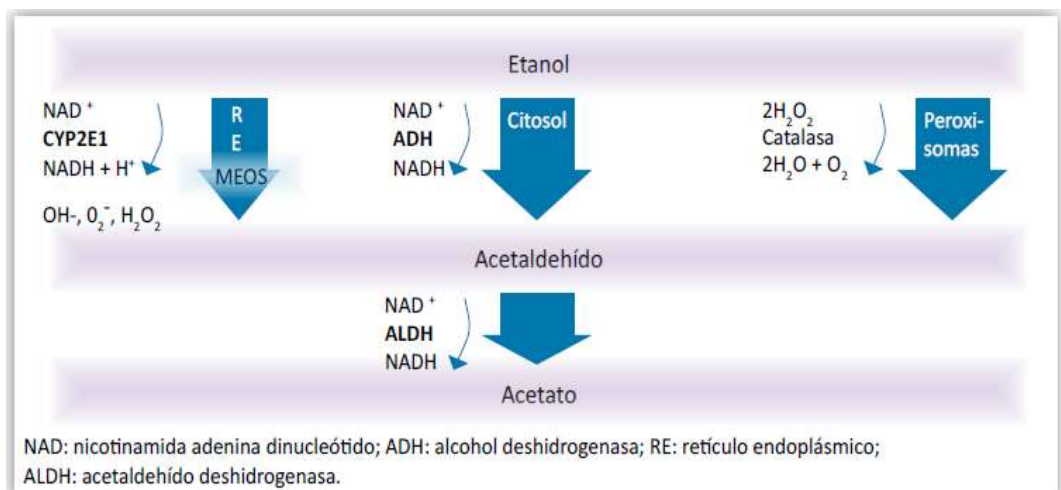 Etanol
NAD +
CYP2E1
NADH + H+
OH-, 0₂⁻, H₂O₂
R
E
MEOS
NAD +
ADH
NADH
Citosol
2H₂O₂
Catalasa
2H₂O + O₂
Peroxi-
somas
Acetaldehído
NAD +
ALDH
NADH
Acetato
NAD: nicotinamida adenina dinucleótido; ADH: alcohol deshidrogenasa; RE: retículo endoplásmico;
ALDH: acetaldehído deshidrogenasa.